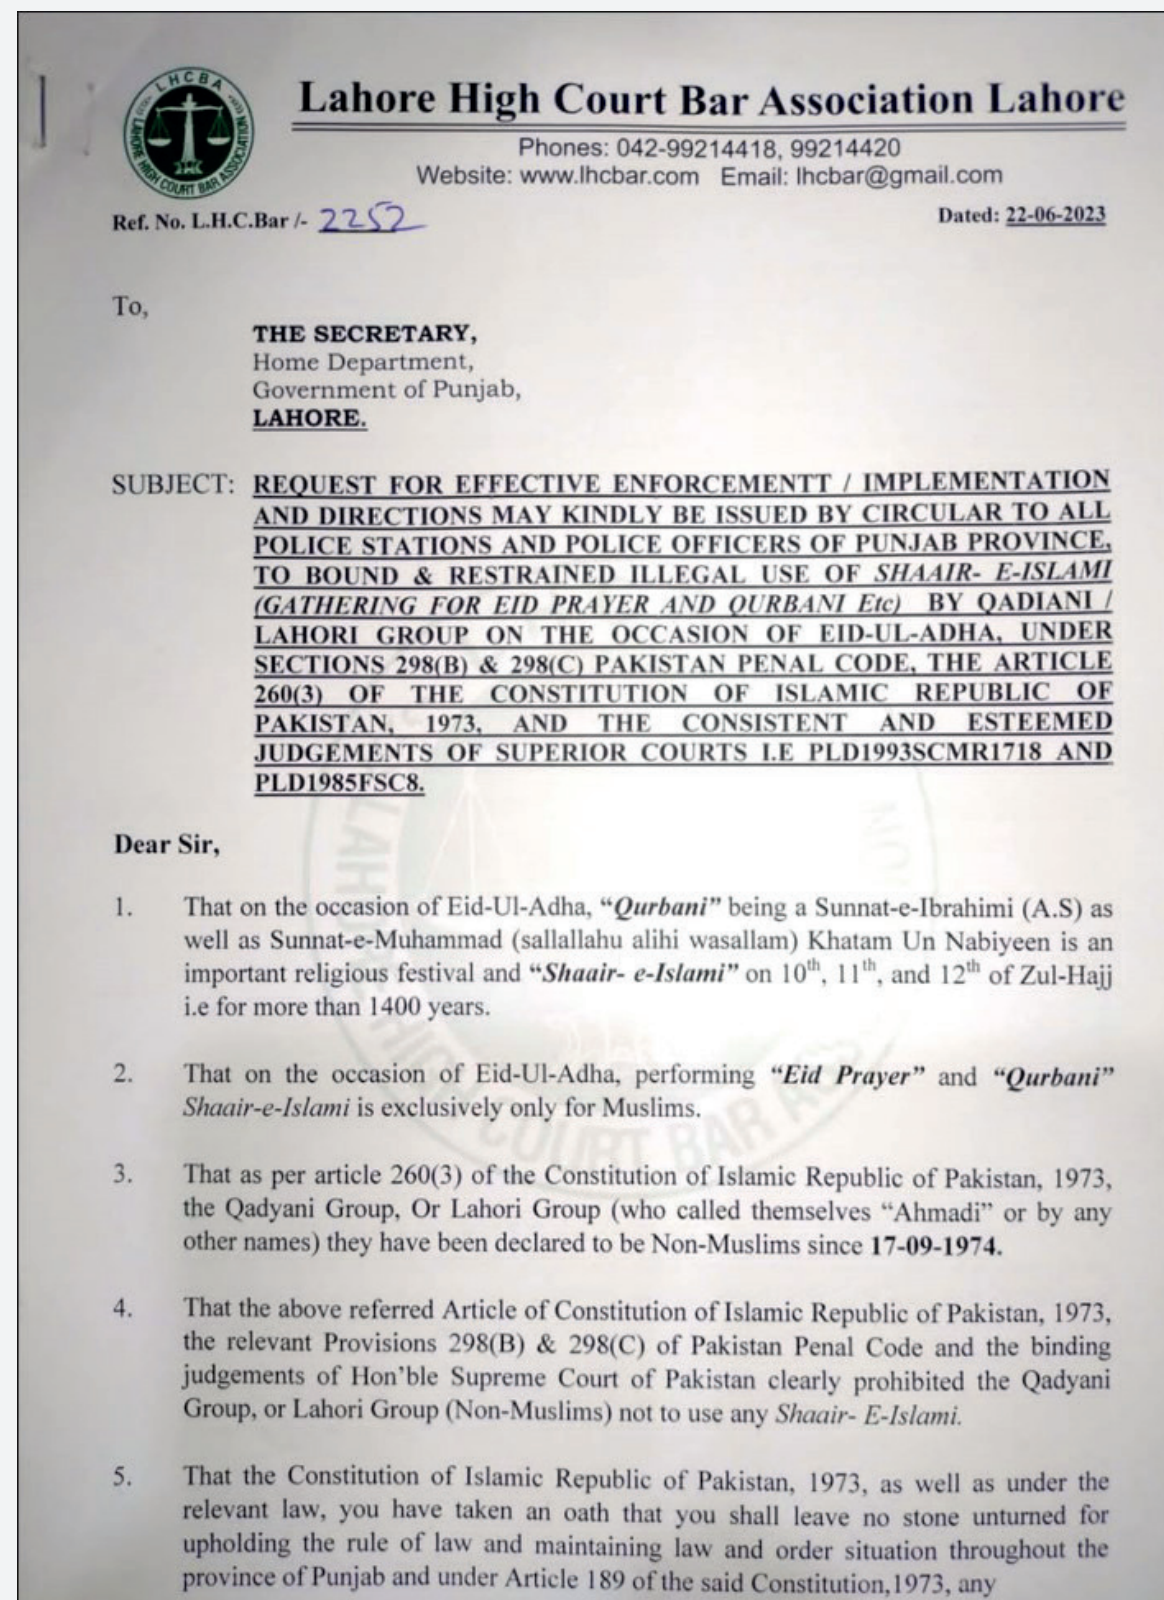 LHCBA
LAHORE HIGH COURT BAR ASSOCIATION
Lahore High Court Bar Association Lahore
Phones: 042-99214418, 99214420
Website: www.lhcbar.com Email: lhcbar@gmail.com
Ref. No. L.H.C.Bar /- 2252
Dated: 22-06-2023
To,
THE SECRETARY,
Home Department,
Government of Punjab,
LAHORE.
SUBJECT: REQUEST FOR EFFECTIVE ENFORCEMENTT / IMPLEMENTATION
AND DIRECTIONS MAY KINDLY BE ISSUED BY CIRCULAR TO ALL
POLICE STATIONS AND POLICE OFFICERS OF PUNJAB PROVINCE,
TO BOUND & RESTRAINED ILLEGAL USE OF SHAAIR- E-ISLAMI
(GATHERING FOR EID PRAYER AND QURBANI Etc) BY QADIANI /
LAHORI GROUP ON THE OCCASION OF EID-UL-ADHA, UNDER
SECTIONS 298(B) & 298(C) PAKISTAN PENAL CODE, THE ARTICLE
260(3) OF THE CONSTITUTION OF ISLAMIC REPUBLIC OF
PAKISTAN, 1973, AND THE CONSISTENT AND ESTEEMED
JUDGEMENTS OF SUPERIOR COURTS I.E PLD1993SCMR1718 AND
PLD1985FSC8.
Dear Sir,
1. That on the occasion of Eid-Ul-Adha, “Qurbani” being a Sunnat-e-Ibrahimi (A.S) as
well as Sunnat-e-Muhammad (sallallahu alihi wasallam) Khatam Un Nabiyeen is an
important religious festival and “Shaair- e-Islami” on 10th, 11th, and 12th of Zul-Hajj
i.e for more than 1400 years.
2. That on the occasion of Eid-Ul-Adha, performing “Eid Prayer” and “Qurbani”
Shaair-e-Islami is exclusively only for Muslims.
3. That as per article 260(3) of the Constitution of Islamic Republic of Pakistan, 1973,
the Qadyani Group, Or Lahori Group (who called themselves “Ahmadi” or by any
other names) they have been declared to be Non-Muslims since 17-09-1974.
4. That the above referred Article of Constitution of Islamic Republic of Pakistan, 1973,
the relevant Provisions 298(B) & 298(C) of Pakistan Penal Code and the binding
judgements of Hon’ble Supreme Court of Pakistan clearly prohibited the Qadyani
Group, or Lahori Group (Non-Muslims) not to use any Shaair- E-Islami.
5. That the Constitution of Islamic Republic of Pakistan, 1973, as well as under the
relevant law, you have taken an oath that you shall leave no stone unturned for
upholding the rule of law and maintaining law and order situation throughout the
province of Punjab and under Article 189 of the said Constitution,1973, any